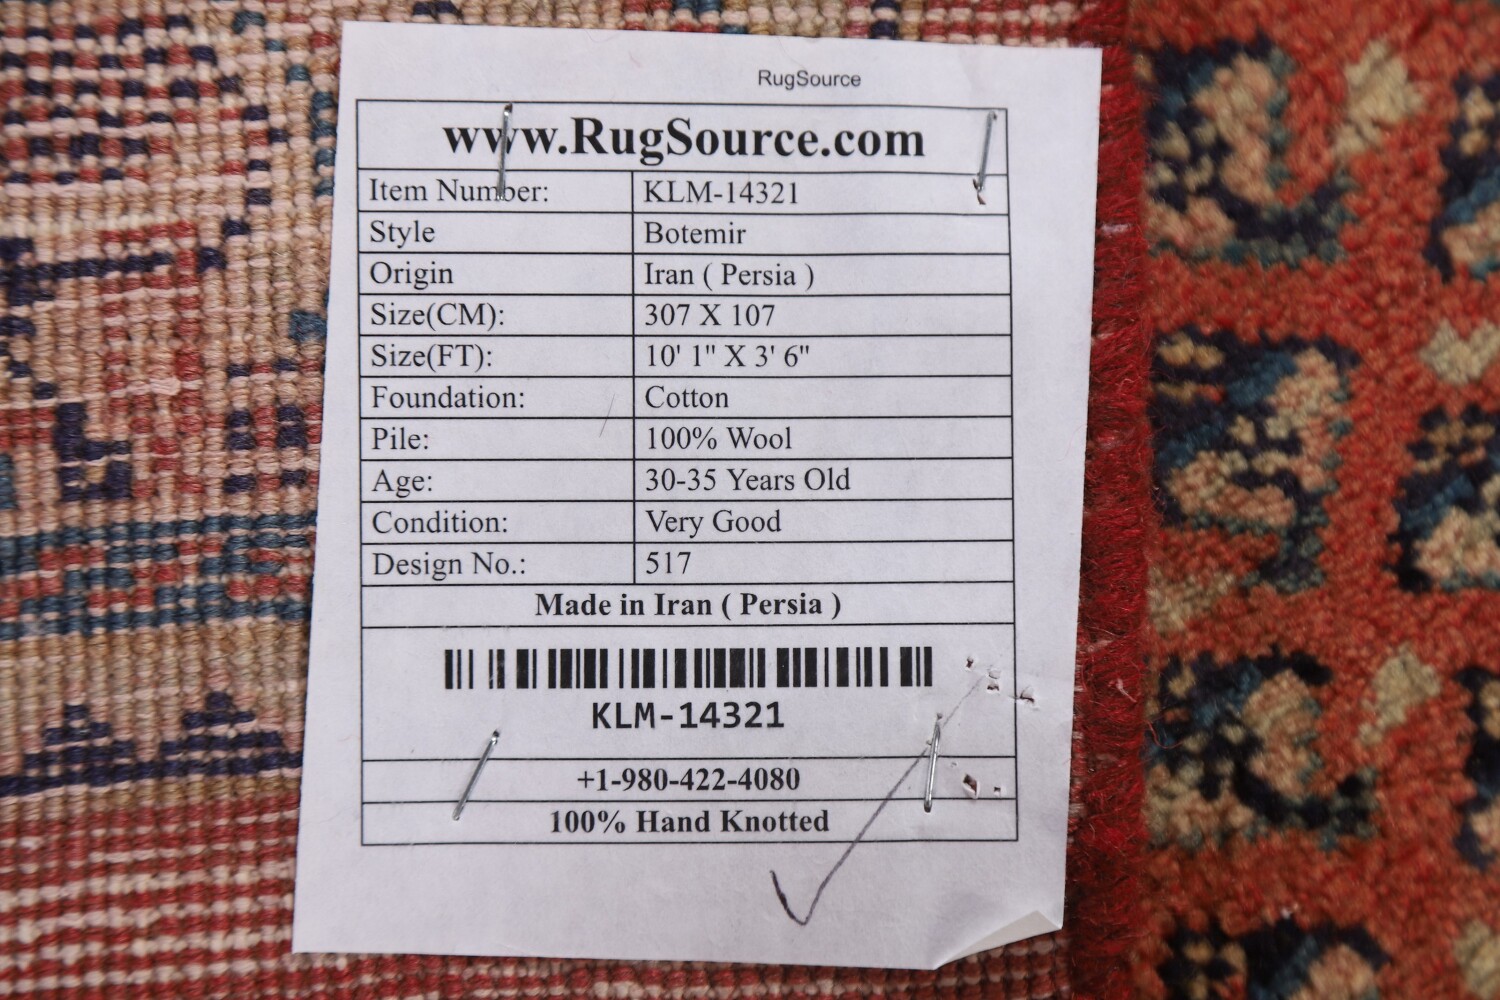 RugSource
www.RugSource.com
Item Number: KLM-14321
Style Botemir
Origin Iran ( Persia )
Size(CM): 307 X 107
Size(FT): 10' 1" X 3' 6"
Foundation: Cotton
Pile: 100% Wool
Age: 30-35 Years Old
Condition: Very Good
Design No.: 517
Made in Iran ( Persia )
KLM-14321
+1-980-422-4080
100% Hand Knotted